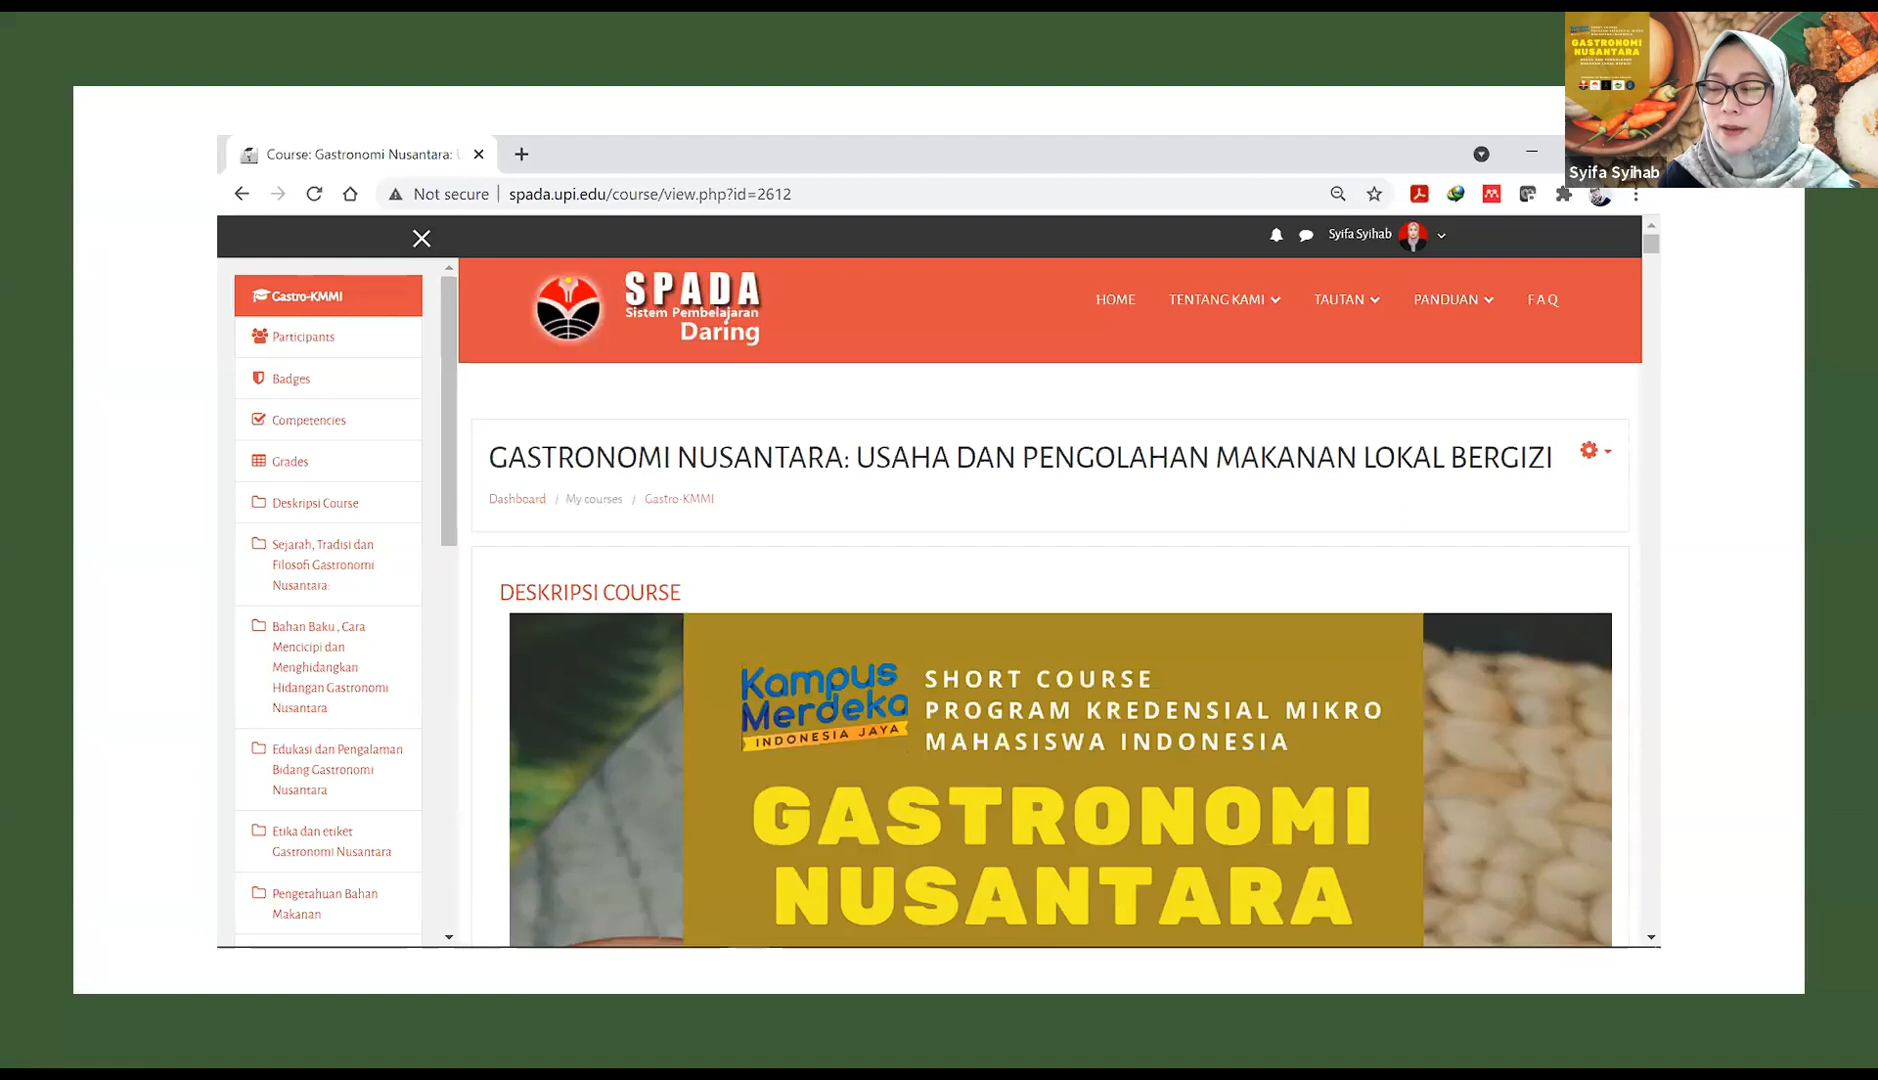 GASTRONOMI
NUSANTARA
Syifa Syihab
Course: Gastronomi Nusantara:
Not secure
spada.upi.edu/course/view.php?id=2612
Syifa Syihab
Gastro-KMMI
Participants
Badges
Competencies
Grades
Deskripsi Course
Sejarah, Tradisi dan
Filosofi Gastronomi
Nusantara:
Bahan Baku , Cara
Mencicipi dan
Menghidangkan
Hidangan Gastronomi
Nusantara
Edukasi dan Pengalaman
Bidang Gastronomi
Nusantara
Etika dan etiket
Gastronomi Nusantara
Pengetahuan Bahan
Makanan
SPADA
Sistem Pembelajaran
Daring
HOME
TENTANG KAMI
TAUTAN
PANDUAN
F A Q
GASTRONOMI NUSANTARA: USAHA DAN PENGOLAHAN MAKANAN LOKAL BERGIZI
Dashboard / My courses / Gastro-KMMI
DESKRIPSI COURSE
Kampus
Merdeka
INDONESIA JAYA
SHORT COURSE
PROGRAM KREDENSIAL MIKRO
MAHASISWA INDONESIA
GASTRONOMI
NUSANTARA